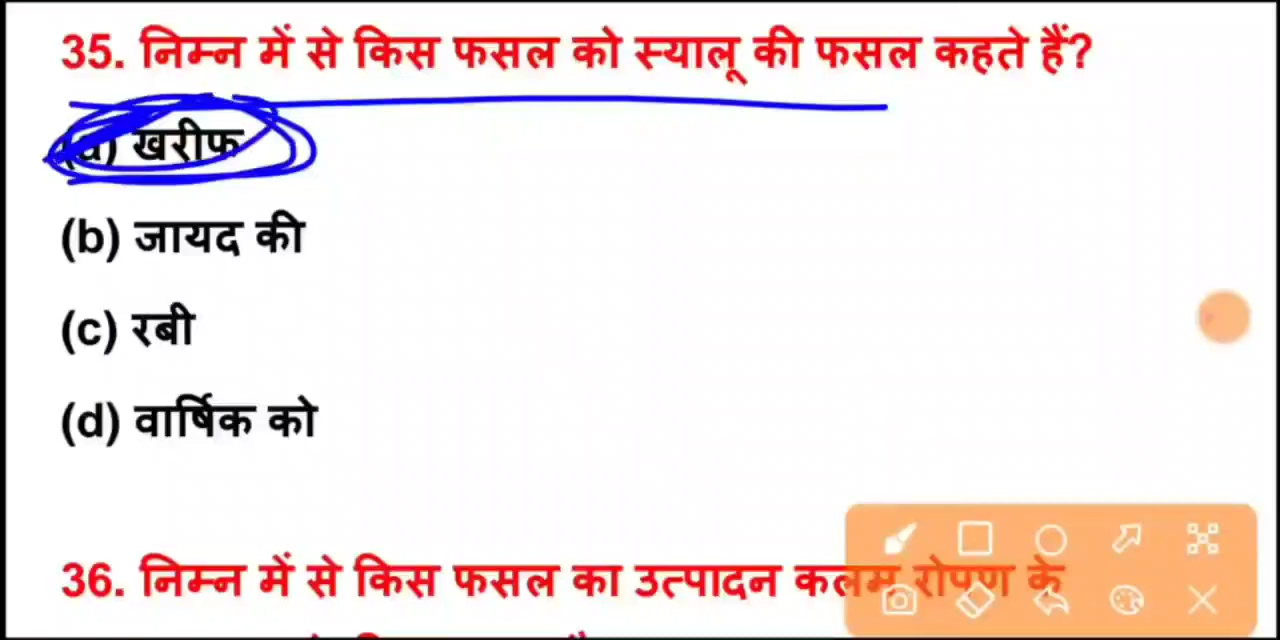 35. निम्न में से किस फसल को स्यालू की फसल कहते हैं?
(a) खरीफ
(b) जायद की
(c) रबी
(d) वार्षिक को
36. निम्न में से किस फसल का उत्पादन कलम रोपण के